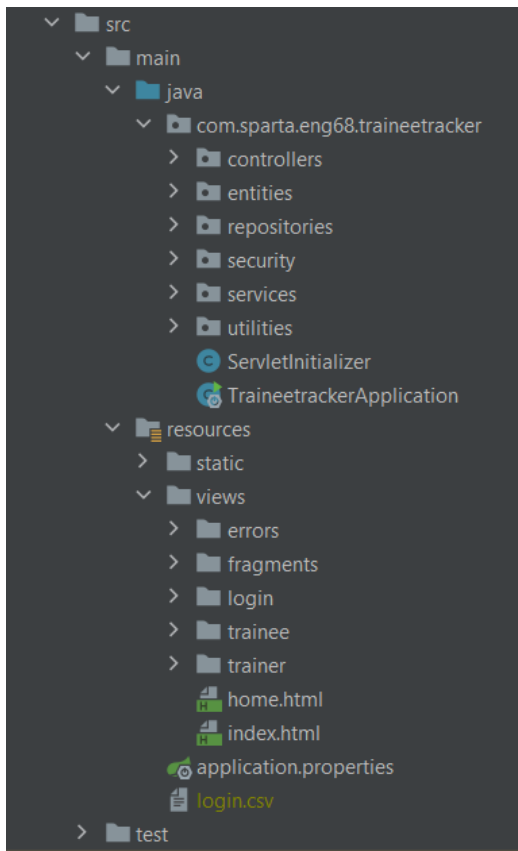 src
main
java
com.sparta.eng68.traineetracker
controllers
entities
repositories
security
services
utilities
ServletInitializer
TraineetrackerApplication
resources
static
views
errors
fragments
login
trainee
trainer
home.html
index.html
application.properties
login.csv
test